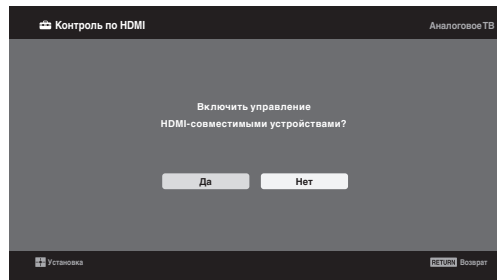 Контроль по HDMI
Аналоговое ТВ
Включить управление
HDMI-совместимыми устройствами?
Да
Нет
Установка
RETURN Возврат